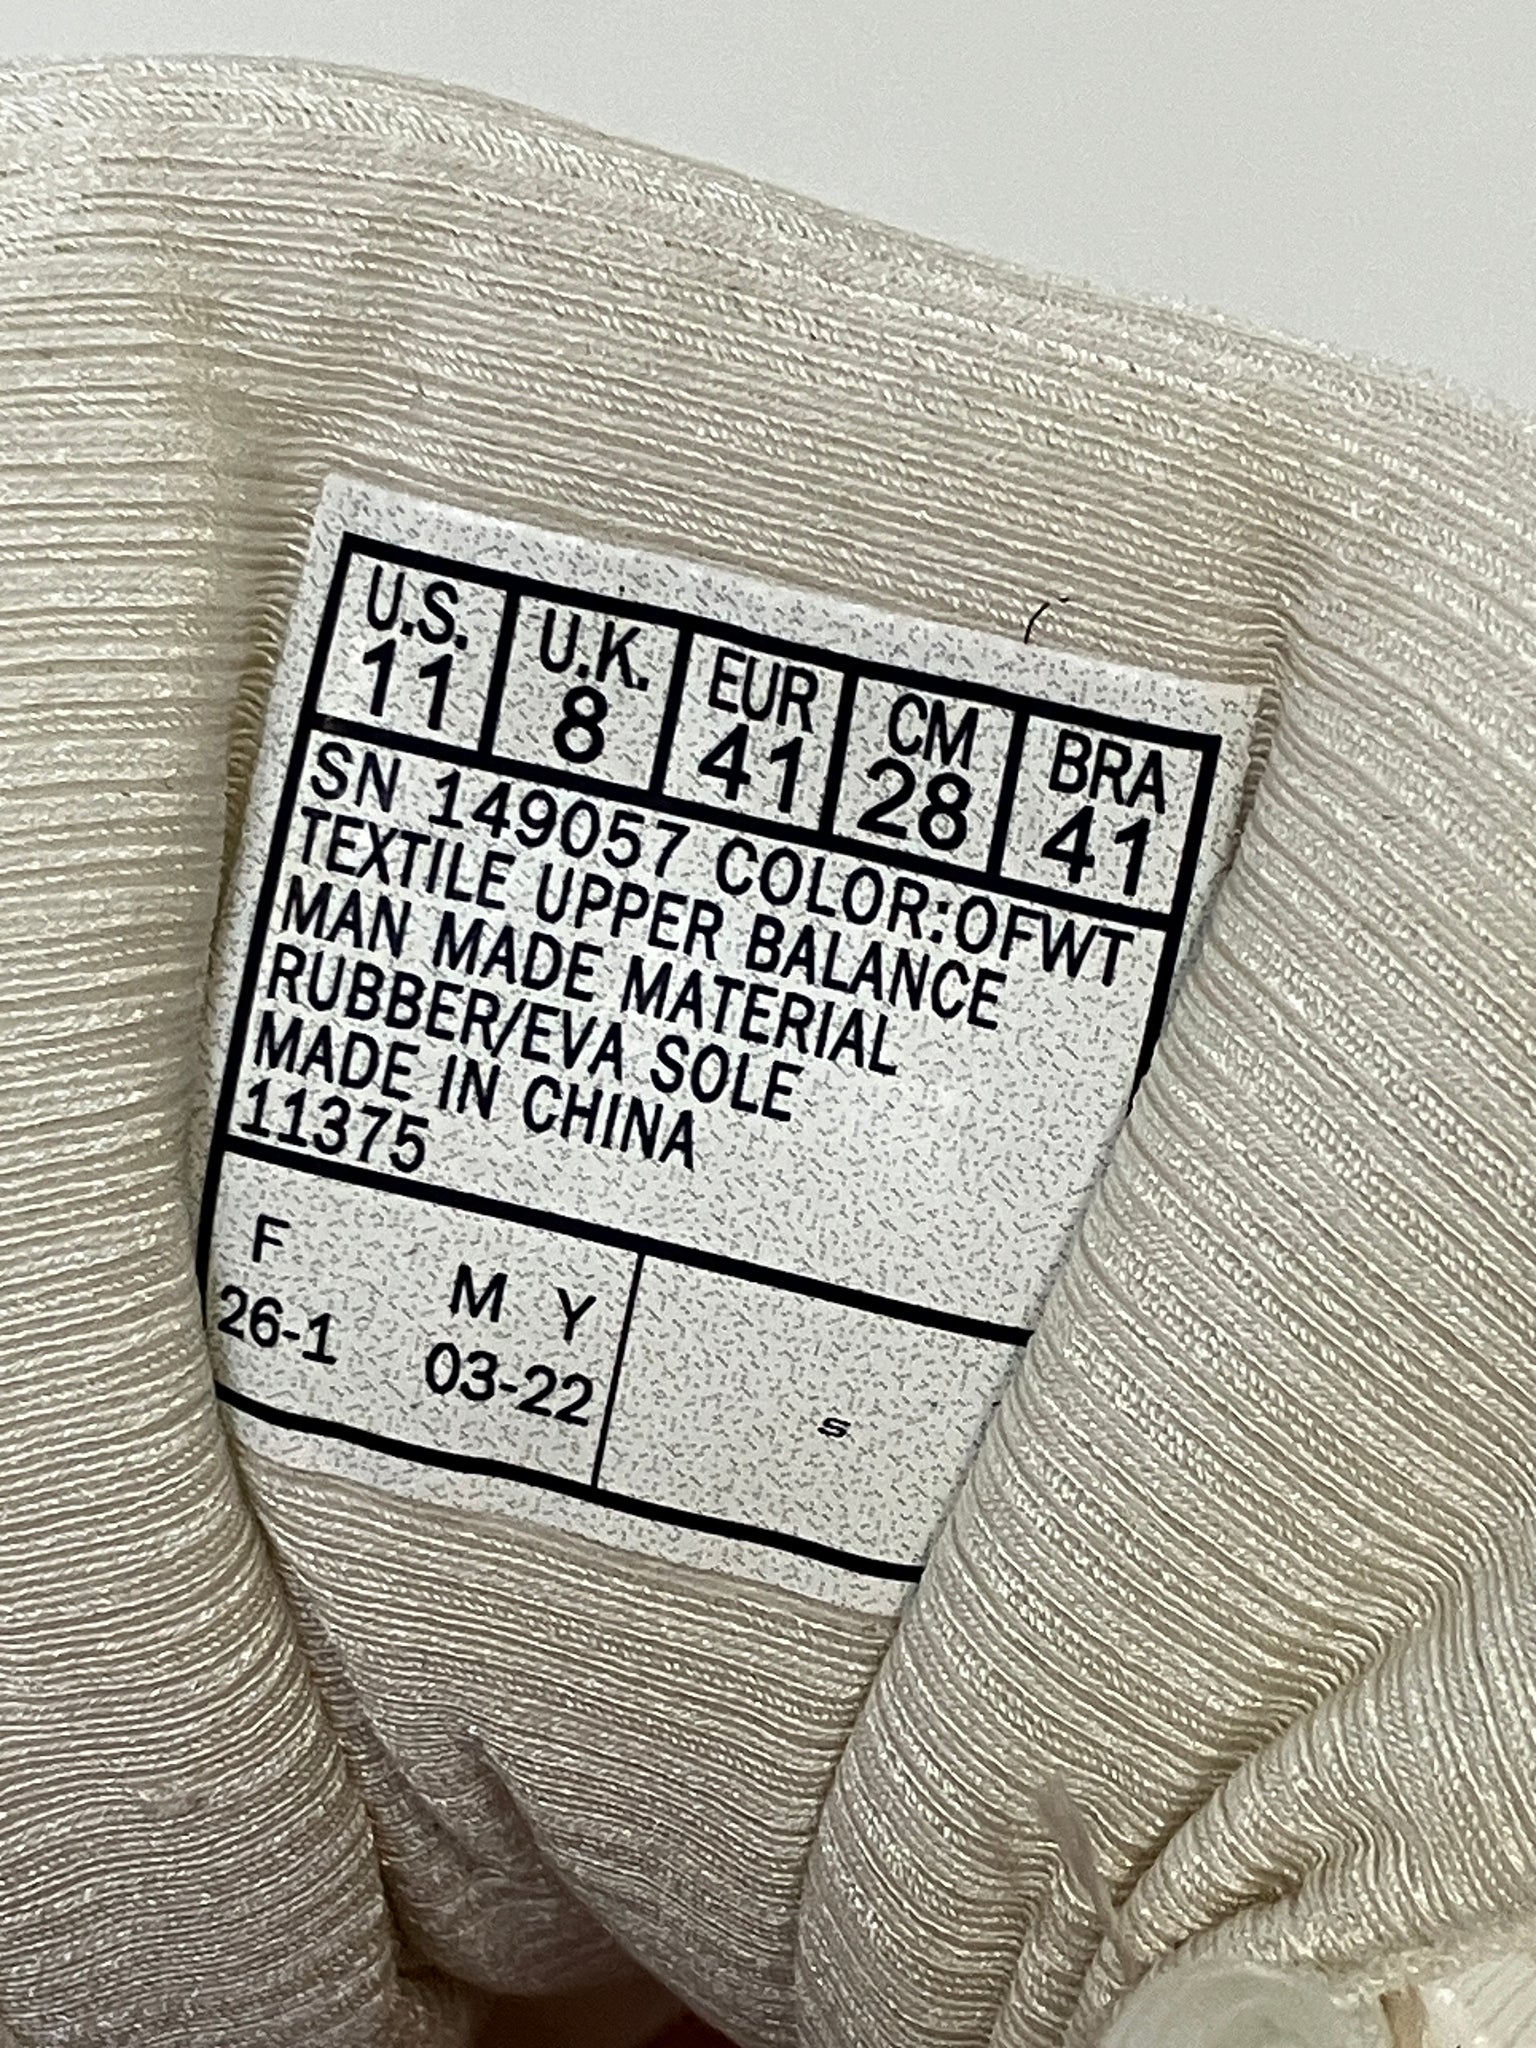 U.S. U.K. EUR CM BRA
11 8 41 28 41
SN 149057 COLOR:OFWT
TEXTILE UPPER BALANCE
MAN MADE MATERIAL
RUBBER/EVA SOLE
MADE IN CHINA
11375
F M Y
26-1 03-22
S